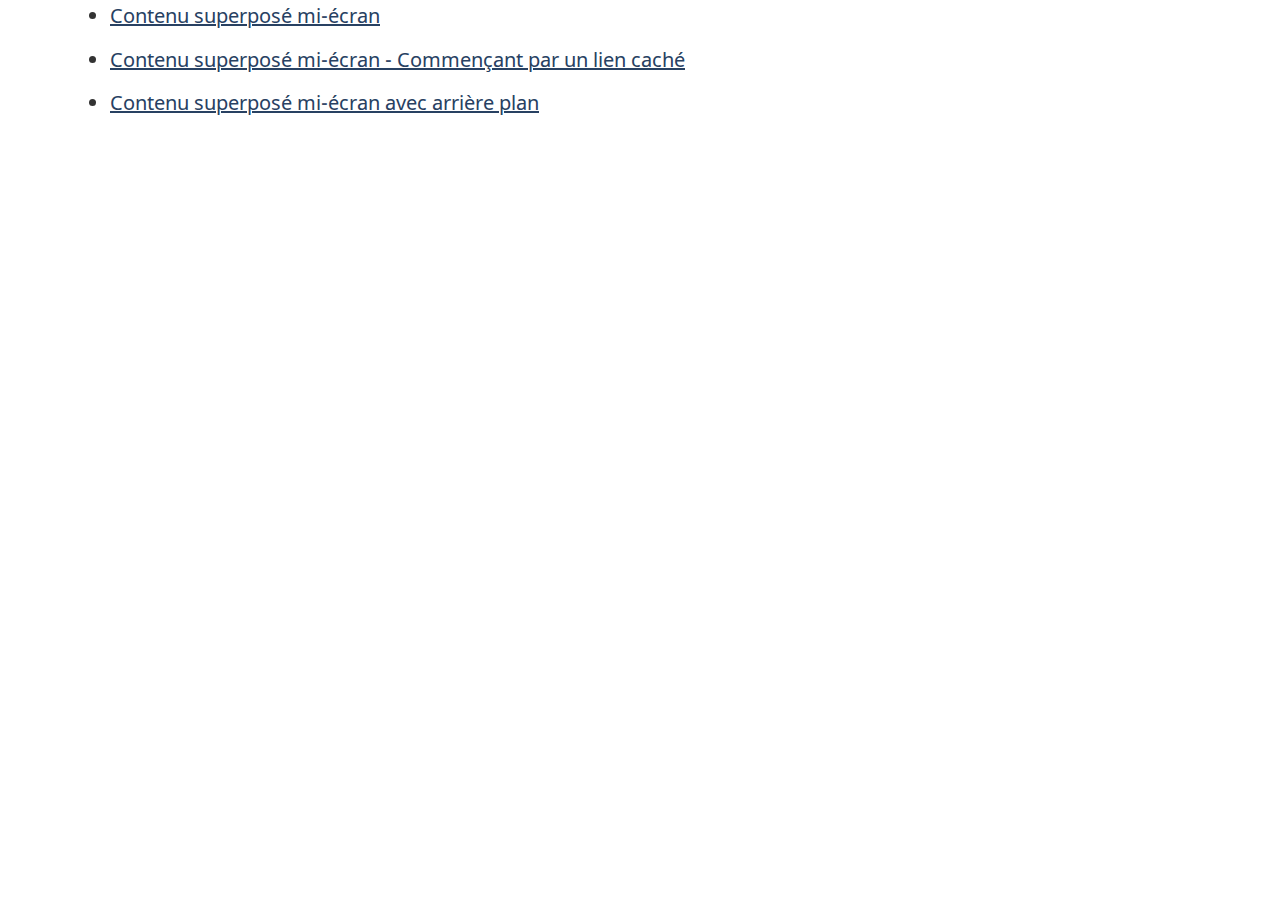 Contenu superposé mi-écran
Contenu superposé mi-écran - Commençant par un lien caché
Contenu superposé mi-écran avec arrière plan